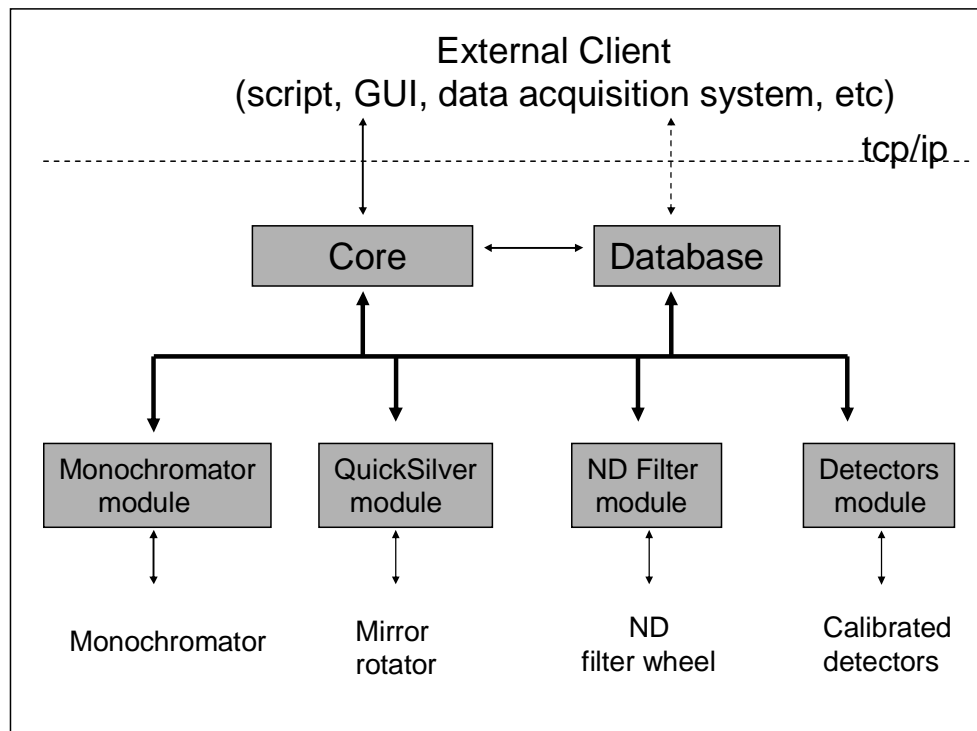 External Client
(script, GUI, data acquisition system, etc)
tcp/ip
Core
Database
Monochromator
module
QuickSilver
module
ND Filter
module
Detectors
module
Monochromator
Mirror
rotator
ND
filter wheel
Calibrated
detectors